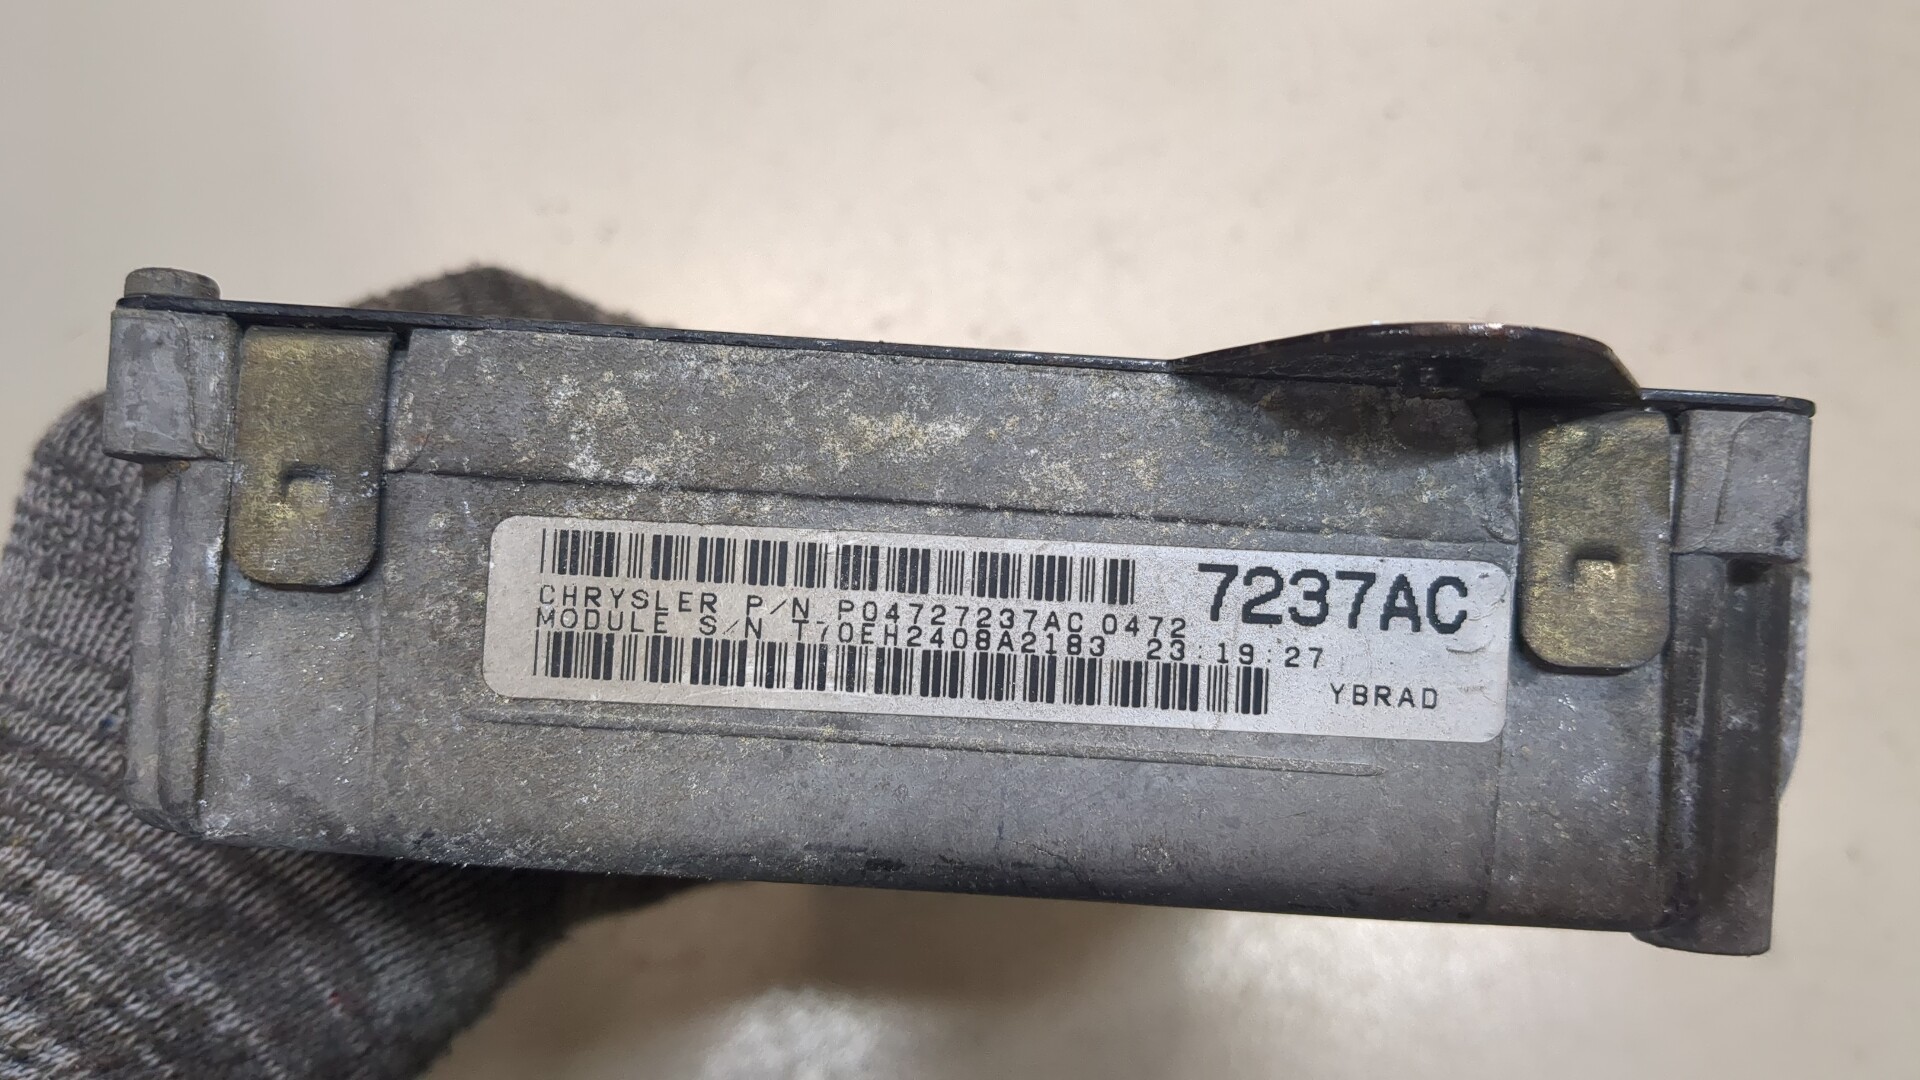 7237AC
CHRYSLER P/N P04727237AC 0472
MODULE S/N T70EH2408A2183 23:19:27
YBRAD